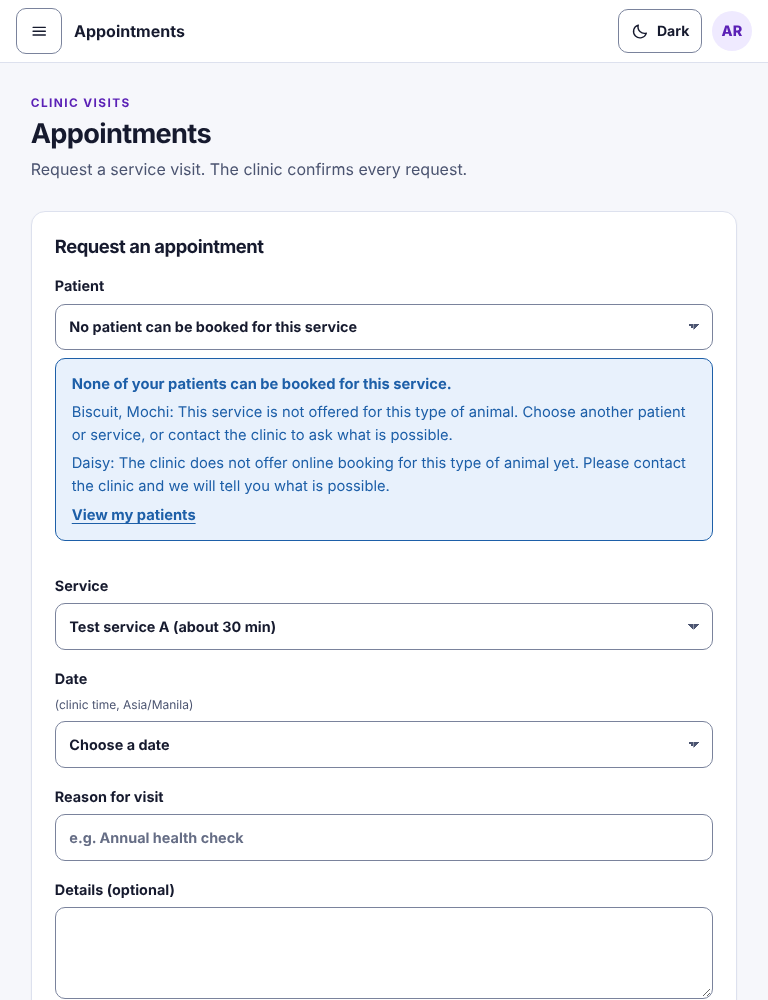 Appointments
Dark
AR
CLINIC VISITS
Appointments
Request a service visit. The clinic confirms every request.
Request an appointment
Patient
No patient can be booked for this service
None of your patients can be booked for this service.
Biscuit, Mochi: This service is not offered for this type of animal. Choose another patient
or service, or contact the clinic to ask what is possible.
Daisy: The clinic does not offer online booking for this type of animal yet. Please contact
the clinic and we will tell you what is possible.
View my patients
Service
Test service A (about 30 min)
Date
(clinic time, Asia/Manila)
Choose a date
Reason for visit
e.g. Annual health check
Details (optional)